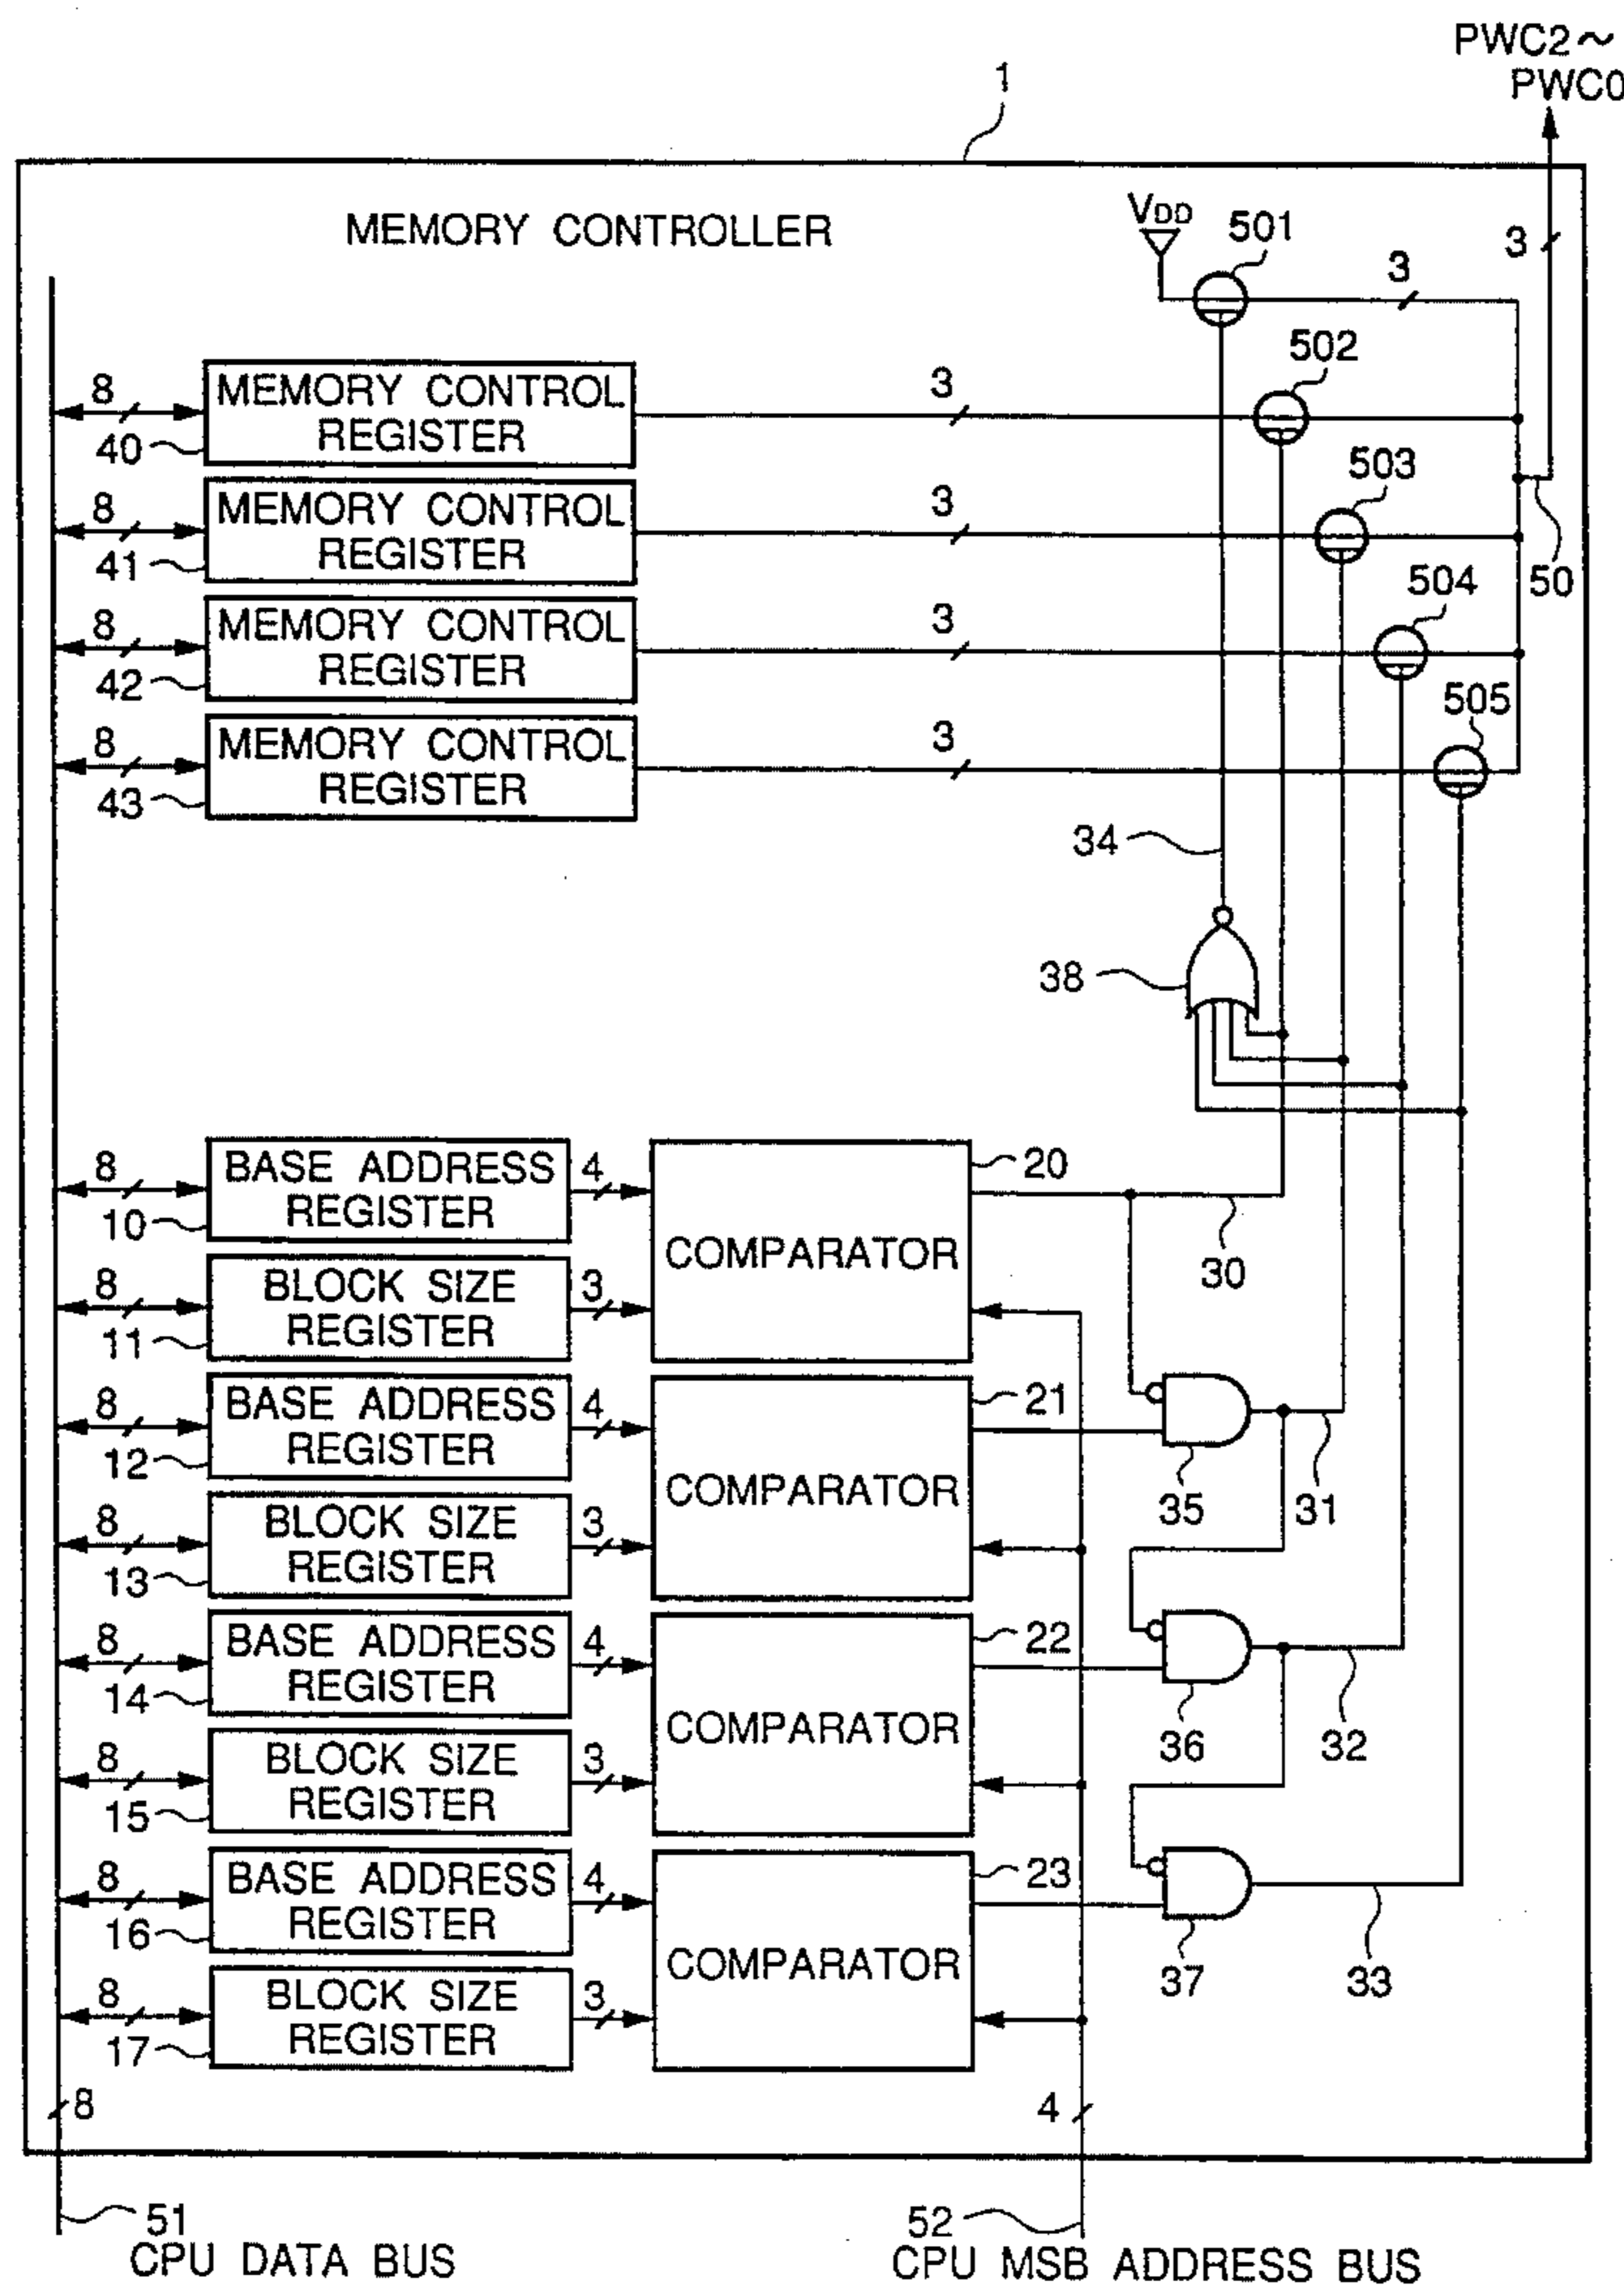 PWC2～
PWC0
1
MEMORY CONTROLLER
VDD
501
3
3
502
8
MEMORY CONTROL
REGISTER
40
3
503
8
MEMORY CONTROL
REGISTER
41
3
50
504
8
MEMORY CONTROL
REGISTER
42
3
505
8
MEMORY CONTROL
REGISTER
43
3
34
38
8
BASE ADDRESS
REGISTER
10
4
20
COMPARATOR
30
8
BLOCK SIZE
REGISTER
11
3
8
BASE ADDRESS
REGISTER
12
4
21
COMPARATOR
35
31
8
BLOCK SIZE
REGISTER
13
3
8
BASE ADDRESS
REGISTER
14
4
22
COMPARATOR
36
32
8
BLOCK SIZE
REGISTER
15
3
8
BASE ADDRESS
REGISTER
16
4
23
COMPARATOR
37
33
8
BLOCK SIZE
REGISTER
17
3
8
4
51
CPU DATA BUS
52
CPU MSB ADDRESS BUS